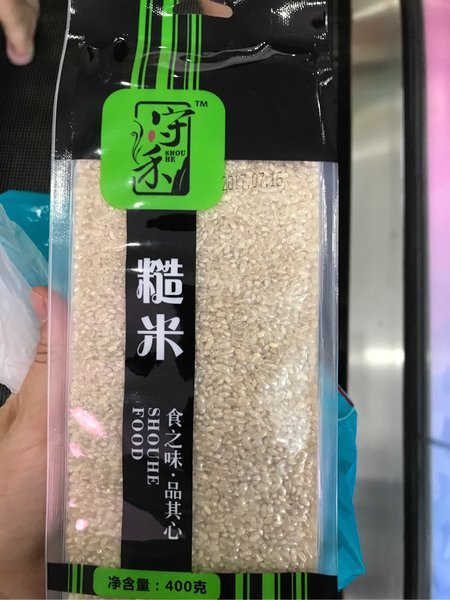 守禾
TM
SHOU
HE
2017.07.16
糙米
食之味·品其心
SHOUHE
FOOD
净含量：400克